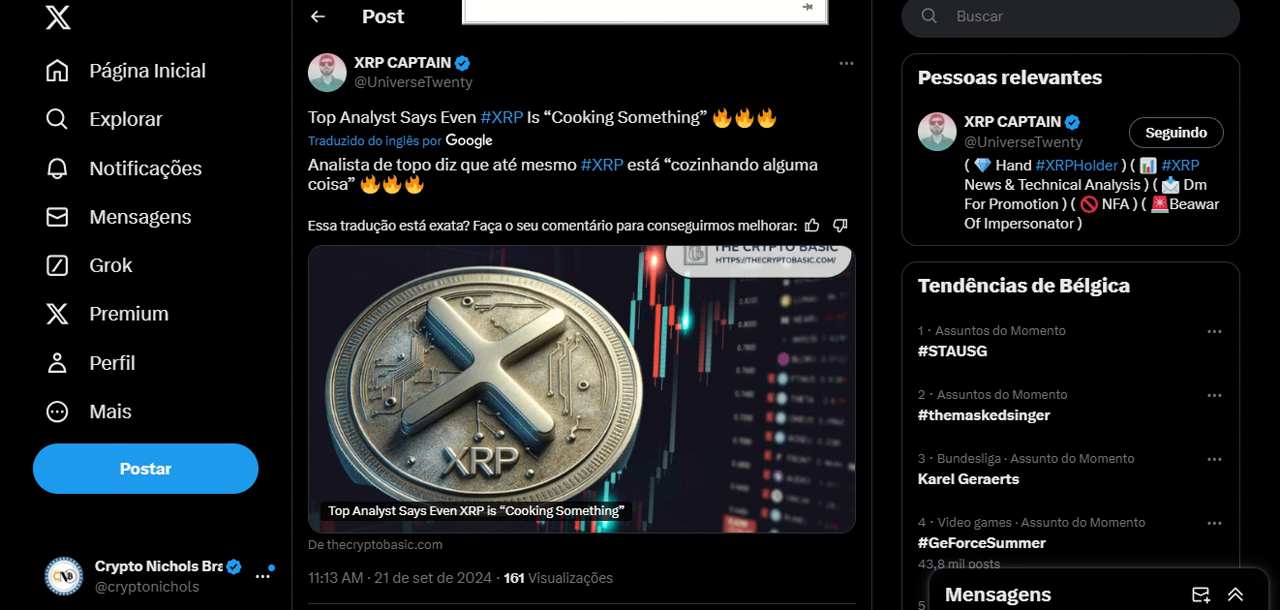 Página Inicial
Explorar
Notificações
Mensagens
Grok
Premium
Perfil
Mais
Postar
Crypto Nichols Bra
@cryptonichols
Post
XRP CAPTAIN
@UniverseTwenty
Top Analyst Says Even #XRP Is “Cooking Something” 🔥🔥🔥
Traduzido do inglês por Google
Analista de topo diz que até mesmo #XRP está “cozinhando alguma
coisa” 🔥🔥🔥
Essa tradução está exata? Faça o seu comentário para conseguirmos melhorar:
THE CRYPTO BASIC
HTTPS://THECRYPTOBASIC.COM/
XRP
Top Analyst Says Even XRP is “Cooking Something”
De thecryptobasic.com
11:13 AM · 21 de set de 2024 · 161 Visualizações
Buscar
Pessoas relevantes
XRP CAPTAIN
@UniverseTwenty
Seguindo
( 💎 Hand #XRPHolder ) ( 📊 #XRP
News & Technical Analysis ) ( 📩 Dm
For Promotion ) ( 🚫 NFA ) ( 🚨Beawar
Of Impersonator )
Tendências de Bélgica
1 · Assuntos do Momento
#STAUSG
2 · Assuntos do Momento
#themaskedsinger
3 · Bundesliga · Assunto do Momento
Karel Geraerts
4 · Video games · Assunto do Momento
#GeForceSummer
43,8 mil posts
5
Mensagens